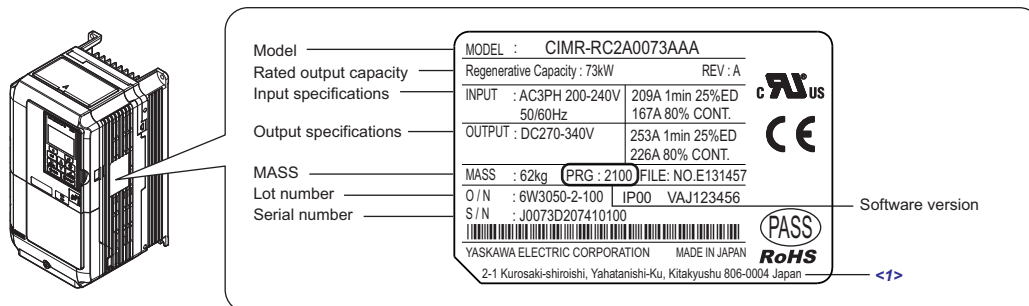 Model
Rated output capacity
Input specifications
Output specifications
MASS
Lot number
Serial number
MODEL : CIMR-RC2A0073AAA
Regenerative Capacity : 73kW REV : A
INPUT : AC3PH 200-240V 209A 1min 25%ED
50/60Hz 167A 80% CONT.
OUTPUT : DC270-340V 253A 1min 25%ED
226A 80% CONT.
MASS : 62kg PRG : 2100 FILE: NO.E131457
O / N : 6W3050-2-100 IP00 VAJ123456
S / N : J0073D207410100
YASKAWA ELECTRIC CORPORATION MADE IN JAPAN
2-1 Kurosaki-shiroishi, Yahatanishi-Ku, Kitakyushu 806-0004 Japan
c RU US
CE
PASS
RoHS
Software version
<1>